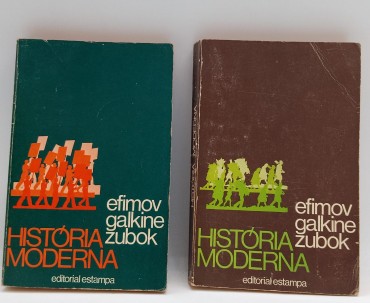 efimov
galkine
zubok
HISTÓRIA
MODERNA
editorial estampa
efimov
galkine
zubok
HISTÓRIA
MODERNA
editorial estampa